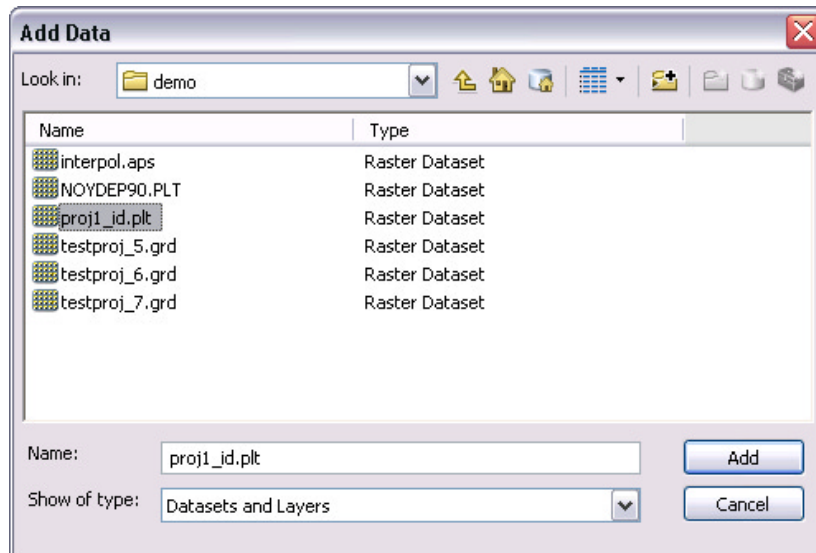 Add Data
Look in: demo
Name Type
interpol.aps Raster Dataset
NOYDEP90.PLT Raster Dataset
proj1_id.plt Raster Dataset
testproj_5.grd Raster Dataset
testproj_6.grd Raster Dataset
testproj_7.grd Raster Dataset
Name: proj1_id.plt Add
Show of type: Datasets and Layers Cancel